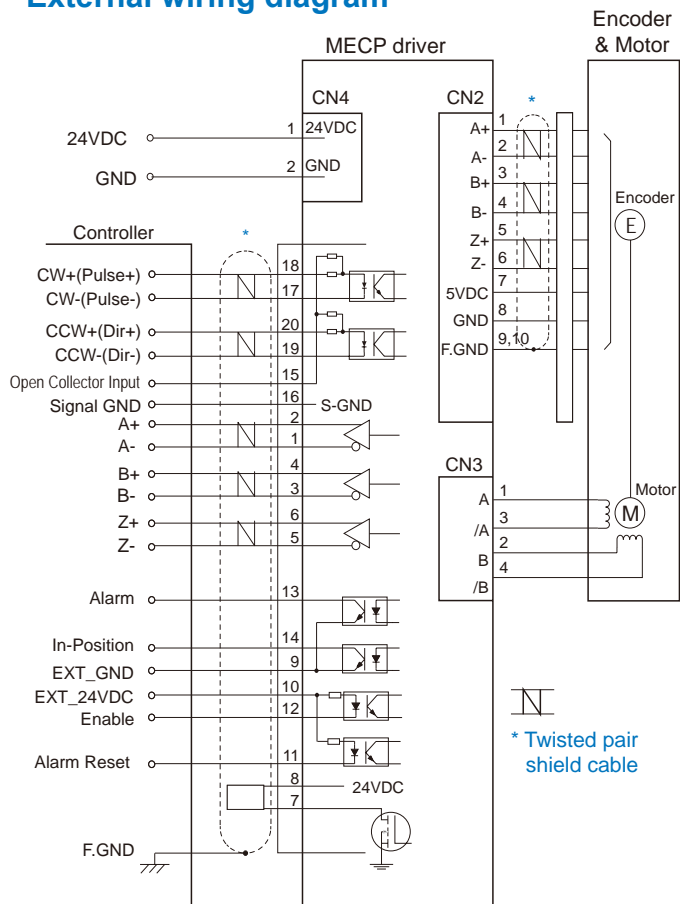 External wiring diagram
Encoder
& Motor
MECP driver
CN4
1 24VDC
24VDC
2 GND
GND
CN2
*
A+ 1
A- 2
B+ 3
B- 4
Z+ 5
Z- 6
5VDC 7
GND 8
F.GND 9,10
Encoder
E
Controller
*
CW+(Pulse+) 18
CW-(Pulse-) 17
CCW+(Dir+) 20
CCW-(Dir-) 19
Open Collector Input 15
Signal GND 16 S-GND
A+ 2
A- 1
B+ 4
B- 3
Z+ 6
Z- 5
CN3
A 1
/A 3
B 2
/B 4
Motor
M
Alarm 13
In-Position 14
EXT_GND 9
EXT_24VDC 10
Enable 12
Alarm Reset 11
8 24VDC
7
F.GND
* Twisted pair
shield cable